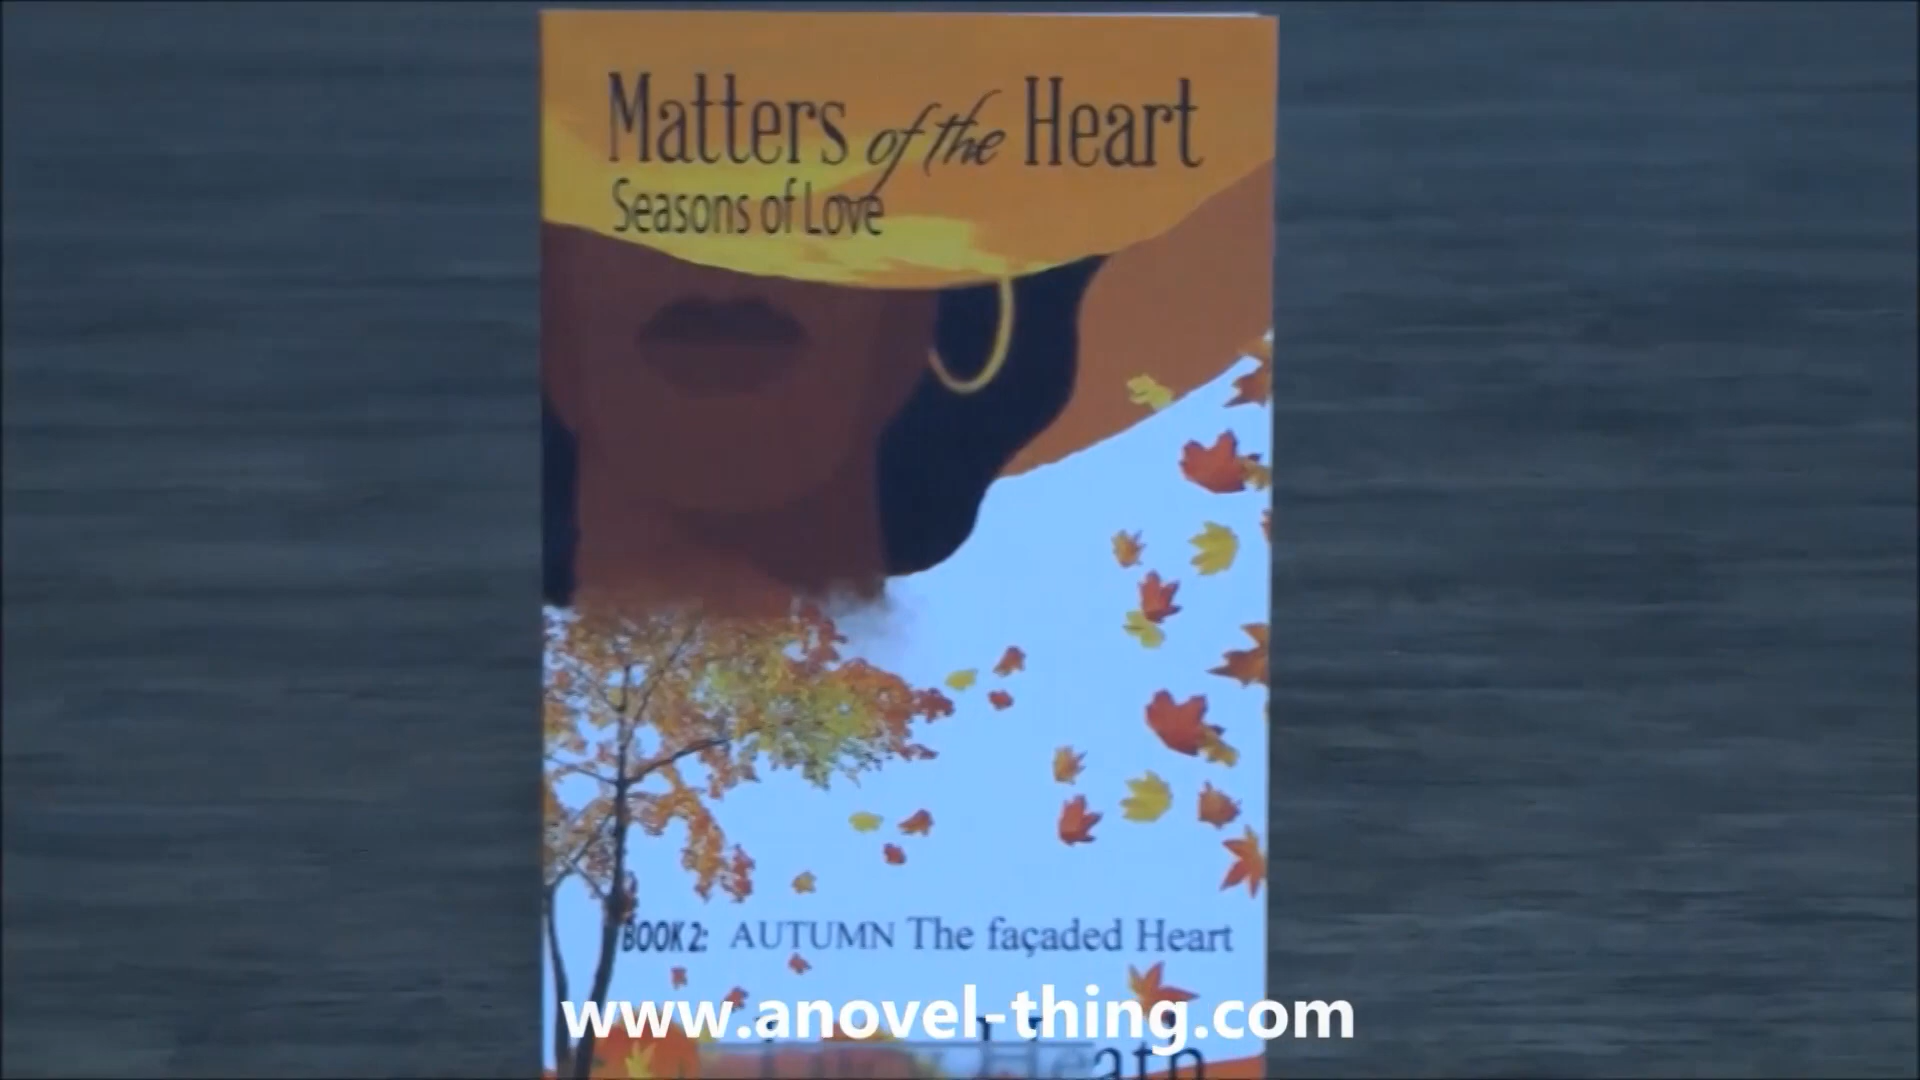 Matters of the Heart
Seasons of Love
BOOK 2: AUTUMN The façaded Heart
www.anovel-thing.com